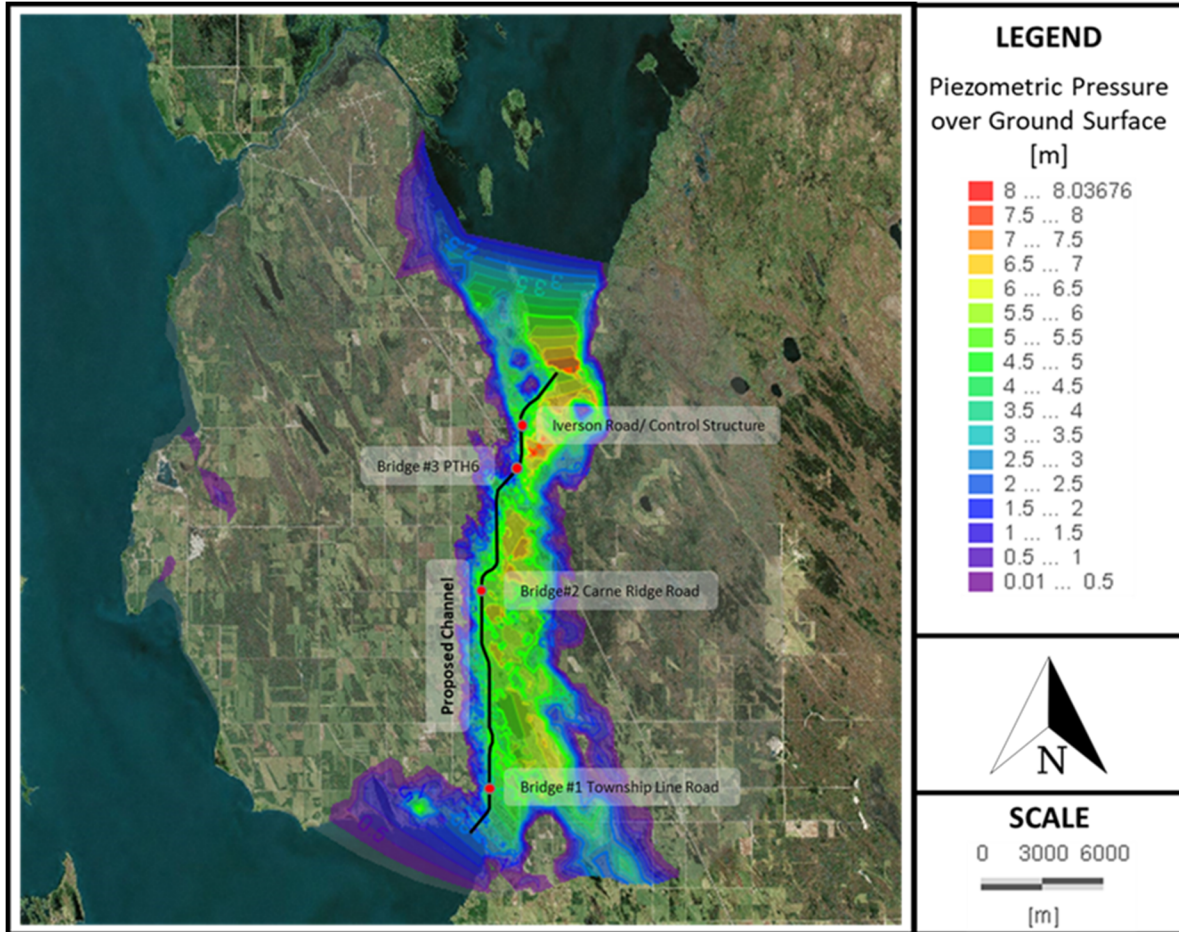 Iverson Road/ Control Structure
Bridge #3 PTH6
Bridge#2 Carne Ridge Road
Proposed Channel
Bridge #1 Township Line Road
LEGEND
Piezometric Pressure
over Ground Surface
[m]
8 ... 8.03676
7.5 ... 8
7 ... 7.5
6.5 ... 7
6 ... 6.5
5.5 ... 6
5 ... 5.5
4.5 ... 5
4 ... 4.5
3.5 ... 4
3 ... 3.5
2.5 ... 3
2 ... 2.5
1.5 ... 2
1 ... 1.5
0.5 ... 1
0.01 ... 0.5
N
SCALE
0 3000 6000
[m]